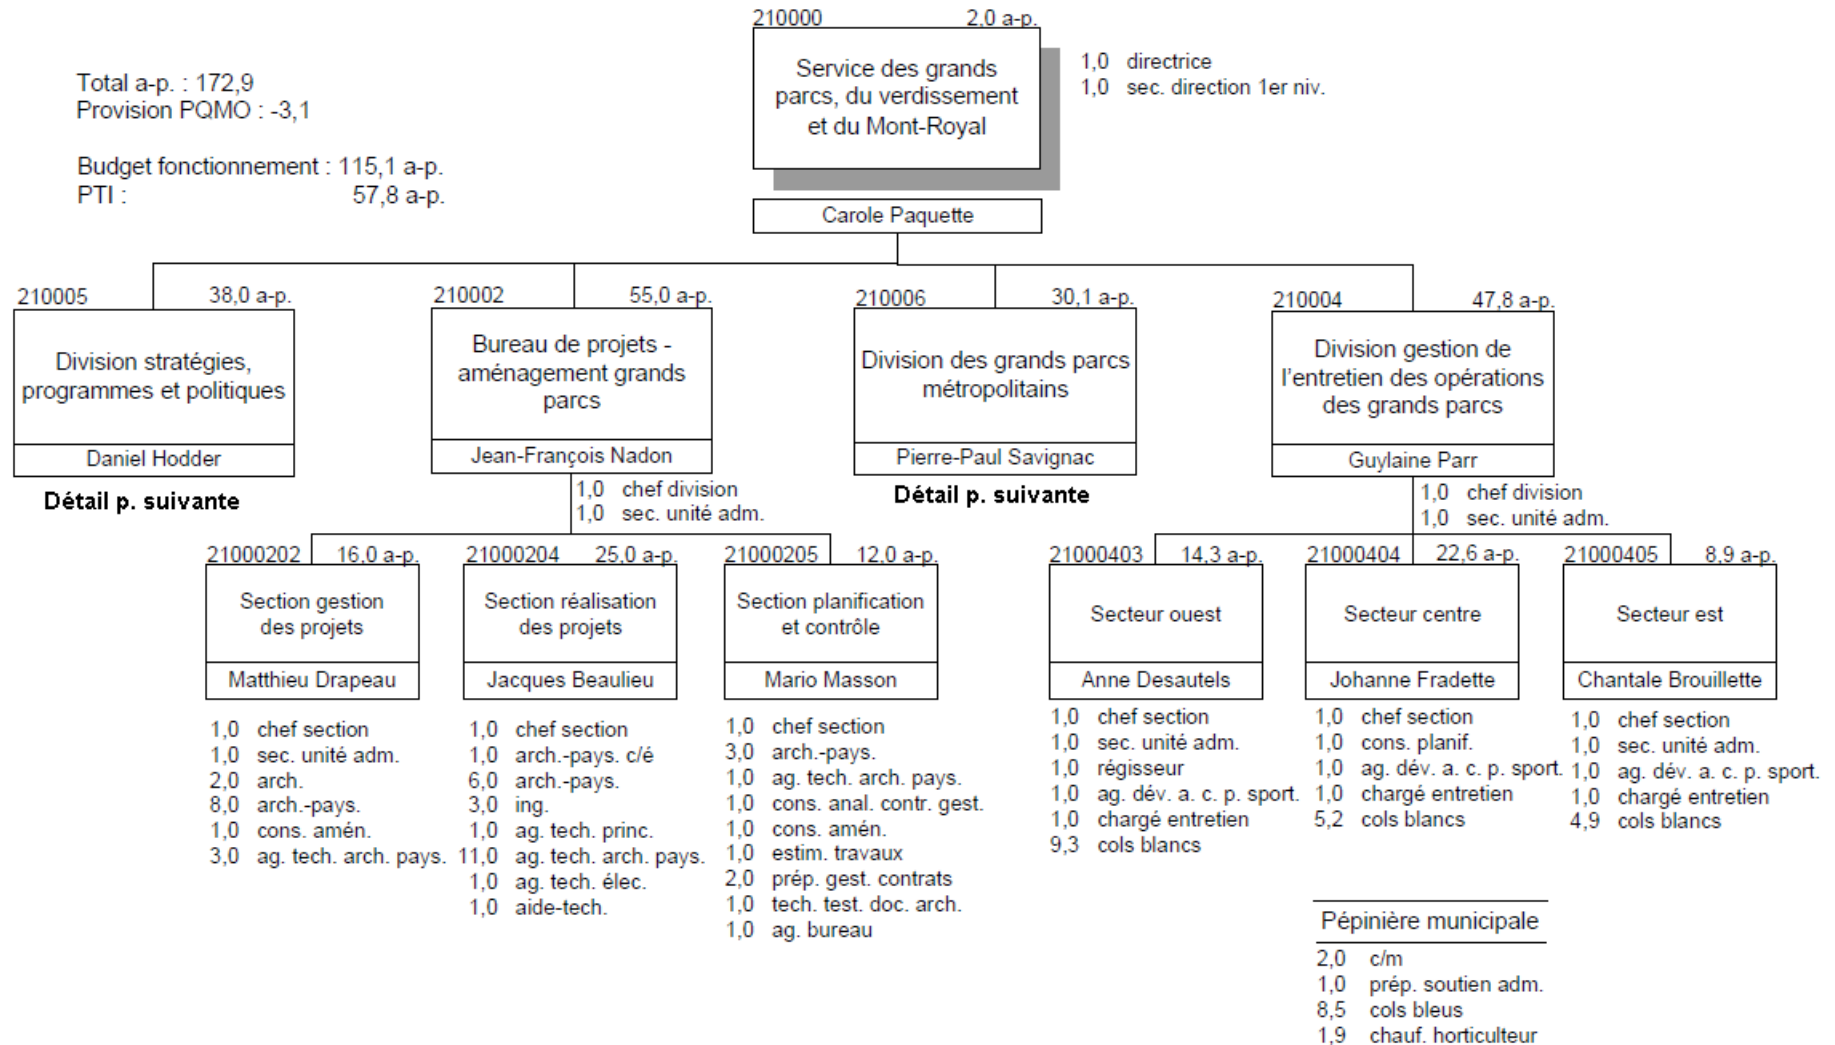 210000 2,0 a-p.
Service des grands
parcs, du verdissement
et du Mont-Royal
Carole Paquette
1,0 directrice
1,0 sec. direction 1er niv.
Total a-p. : 172,9
Provision PQMO : -3,1
Budget fonctionnement : 115,1 a-p.
PTI : 57,8 a-p.
210005 38,0 a-p.
Division stratégies,
programmes et politiques
Daniel Hodder
Détail p. suivante
210002 55,0 a-p.
Bureau de projets -
aménagement grands
parcs
Jean-François Nadon
1,0 chef division
1,0 sec. unité adm.
210006 30,1 a-p.
Division des grands parcs
métropolitains
Pierre-Paul Savignac
Détail p. suivante
210004 47,8 a-p.
Division gestion de
l'entretien des opérations
des grands parcs
Guylaine Parr
1,0 chef division
1,0 sec. unité adm.
21000202 16,0 a-p.
Section gestion
des projets
Matthieu Drapeau
1,0 chef section
1,0 sec. unité adm.
2,0 arch.
8,0 arch.-pays.
1,0 cons. amén.
3,0 ag. tech. arch. pays.
21000204 25,0 a-p.
Section réalisation
des projets
Jacques Beaulieu
1,0 chef section
1,0 arch.-pays. c/é
6,0 arch.-pays.
3,0 ing.
1,0 ag. tech. princ.
11,0 ag. tech. arch. pays.
1,0 ag. tech. élec.
1,0 aide-tech.
21000205 12,0 a-p.
Section planification
et contrôle
Mario Masson
1,0 chef section
3,0 arch.-pays.
1,0 ag. tech. arch. pays.
1,0 cons. anal. contr. gest.
1,0 cons. amén.
1,0 estim. travaux
2,0 prép. gest. contrats
1,0 tech. test. doc. arch.
1,0 ag. bureau
21000403 14,3 a-p.
Secteur ouest
Anne Desautels
1,0 chef section
1,0 sec. unité adm.
1,0 régisseur
1,0 ag. dév. a. c. p. sport.
1,0 chargé entretien
9,3 cols blancs
21000404 22,6 a-p.
Secteur centre
Johanne Fradette
1,0 chef section
1,0 cons. planif.
1,0 ag. dév. a. c. p. sport.
1,0 chargé entretien
5,2 cols blancs
Pépinière municipale
2,0 c/m
1,0 prép. soutien adm.
8,5 cols bleus
1,9 chauf. horticulteur
21000405 8,9 a-p.
Secteur est
Chantale Brouillette
1,0 chef section
1,0 sec. unité adm.
1,0 ag. dév. a. c. p. sport.
1,0 chargé entretien
4,9 cols blancs